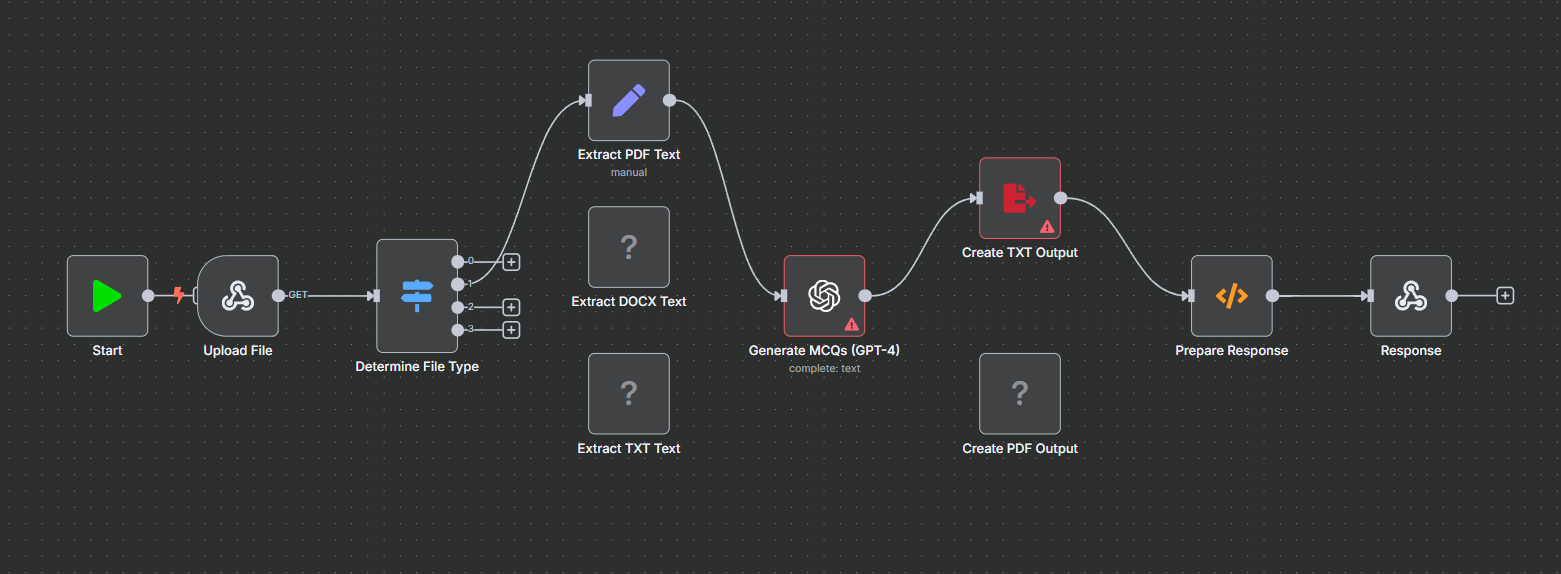 Extract PDF Text
manual
?
Extract DOCX Text
Create TXT Output
GET
0
1
2
3
Start
Upload File
Determine File Type
Generate MCQs (GPT-4)
complete: text
Prepare Response
Response
?
Extract TXT Text
?
Create PDF Output